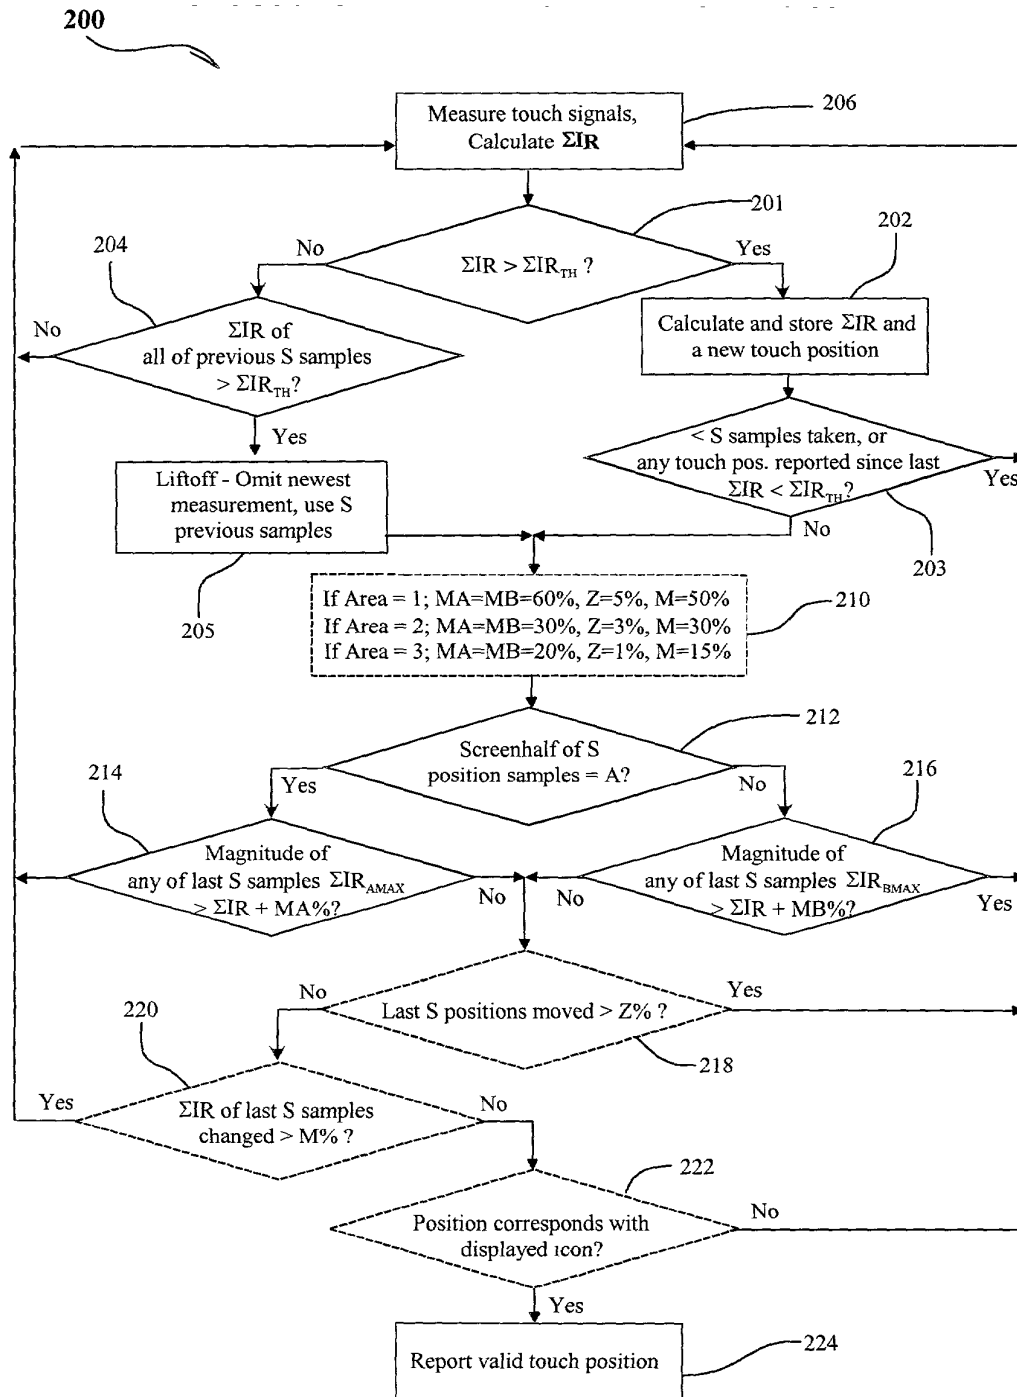 200
Measure touch signals,
Calculate ΣIR
206
201
ΣIR > ΣIR_TH ?
No
Yes
204
202
ΣIR of
all of previous S samples
> ΣIR_TH?
No
Yes
Calculate and store ΣIR and
a new touch position
< S samples taken, or
any touch pos. reported since last
ΣIR < ΣIR_TH?
Yes
No
203
Liftoff - Omit newest
measurement, use S
previous samples
205
If Area = 1; MA=MB=60%, Z=5%, M=50%
If Area = 2; MA=MB=30%, Z=3%, M=30%
If Area = 3; MA=MB=20%, Z=1%, M=15%
210
212
Screenhalf of S
position samples = A?
Yes
No
214
216
Magnitude of
any of last S samples ΣIR_AMAX
> ΣIR + MA%?
No
Magnitude of
any of last S samples ΣIR_BMAX
> ΣIR + MB%?
No
Yes
Last S positions moved > Z% ?
No
Yes
218
220
ΣIR of last S samples
changed > M% ?
Yes
No
222
Position corresponds with
displayed icon?
No
Yes
Report valid touch position
224